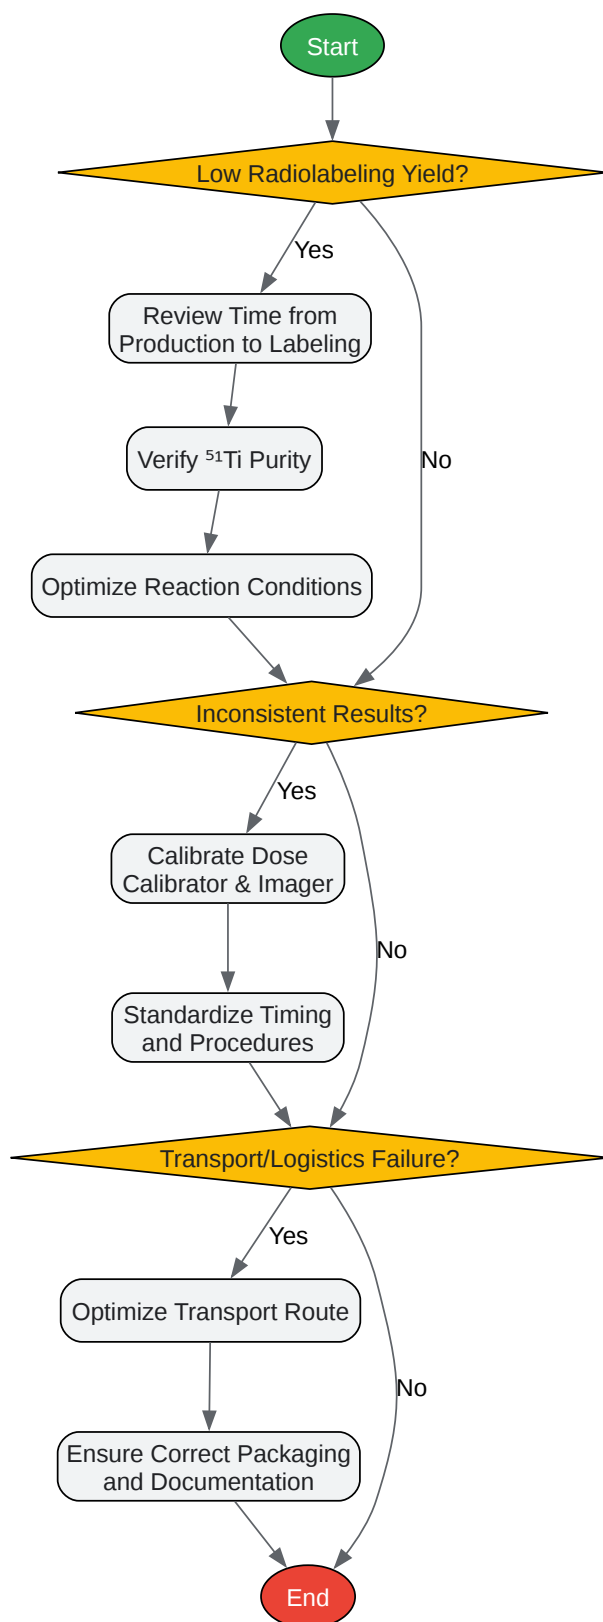 Start
Low Radiolabeling Yield?
Yes
Review Time from
Production to Labeling
Verify ⁵¹Ti Purity
No
Optimize Reaction Conditions
Inconsistent Results?
Yes
Calibrate Dose
Calibrator & Imager
No
Standardize Timing
and Procedures
Transport/Logistics Failure?
Yes
Optimize Transport Route
No
Ensure Correct Packaging
and Documentation
End